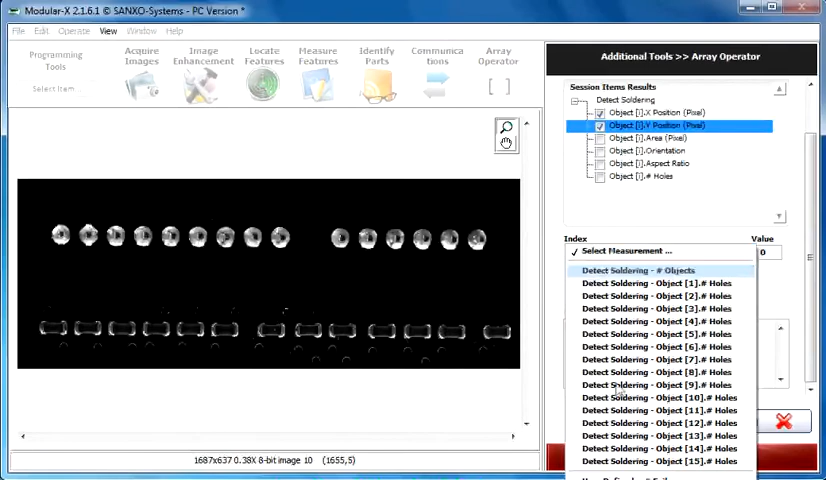 Modular-X 2.1.6.1 © SANXO-Systems - PC Version *
File Edit Operator View Window Help
Programming Tools
Select Item...
Acquire Images
Image Enhancement
Locate Features
Measure Features
Identify Parts
Communications
Array Operator
Additional Tools >> Array Operator
Session Items Results
Detect Soldering
Object [i].X Position (Pixel)
Object [i].Y Position (Pixel)
Object [i].Area (Pixel)
Object [i].Orientation
Object [i].Aspect Ratio
Object [i].# Holes
Index Value
✓ Select Measurement ... 0
Detect Soldering - # Objects
Detect Soldering - Object [1].# Holes
Detect Soldering - Object [2].# Holes
Detect Soldering - Object [3].# Holes
Detect Soldering - Object [4].# Holes
Detect Soldering - Object [5].# Holes
Detect Soldering - Object [6].# Holes
Detect Soldering - Object [7].# Holes
Detect Soldering - Object [8].# Holes
Detect Soldering - Object [9].# Holes
Detect Soldering - Object [10].# Holes
Detect Soldering - Object [11].# Holes
Detect Soldering - Object [12].# Holes
Detect Soldering - Object [13].# Holes
Detect Soldering - Object [14].# Holes
Detect Soldering - Object [15].# Holes
1687x637 0.38X 8-bit image 10 (1655,5)